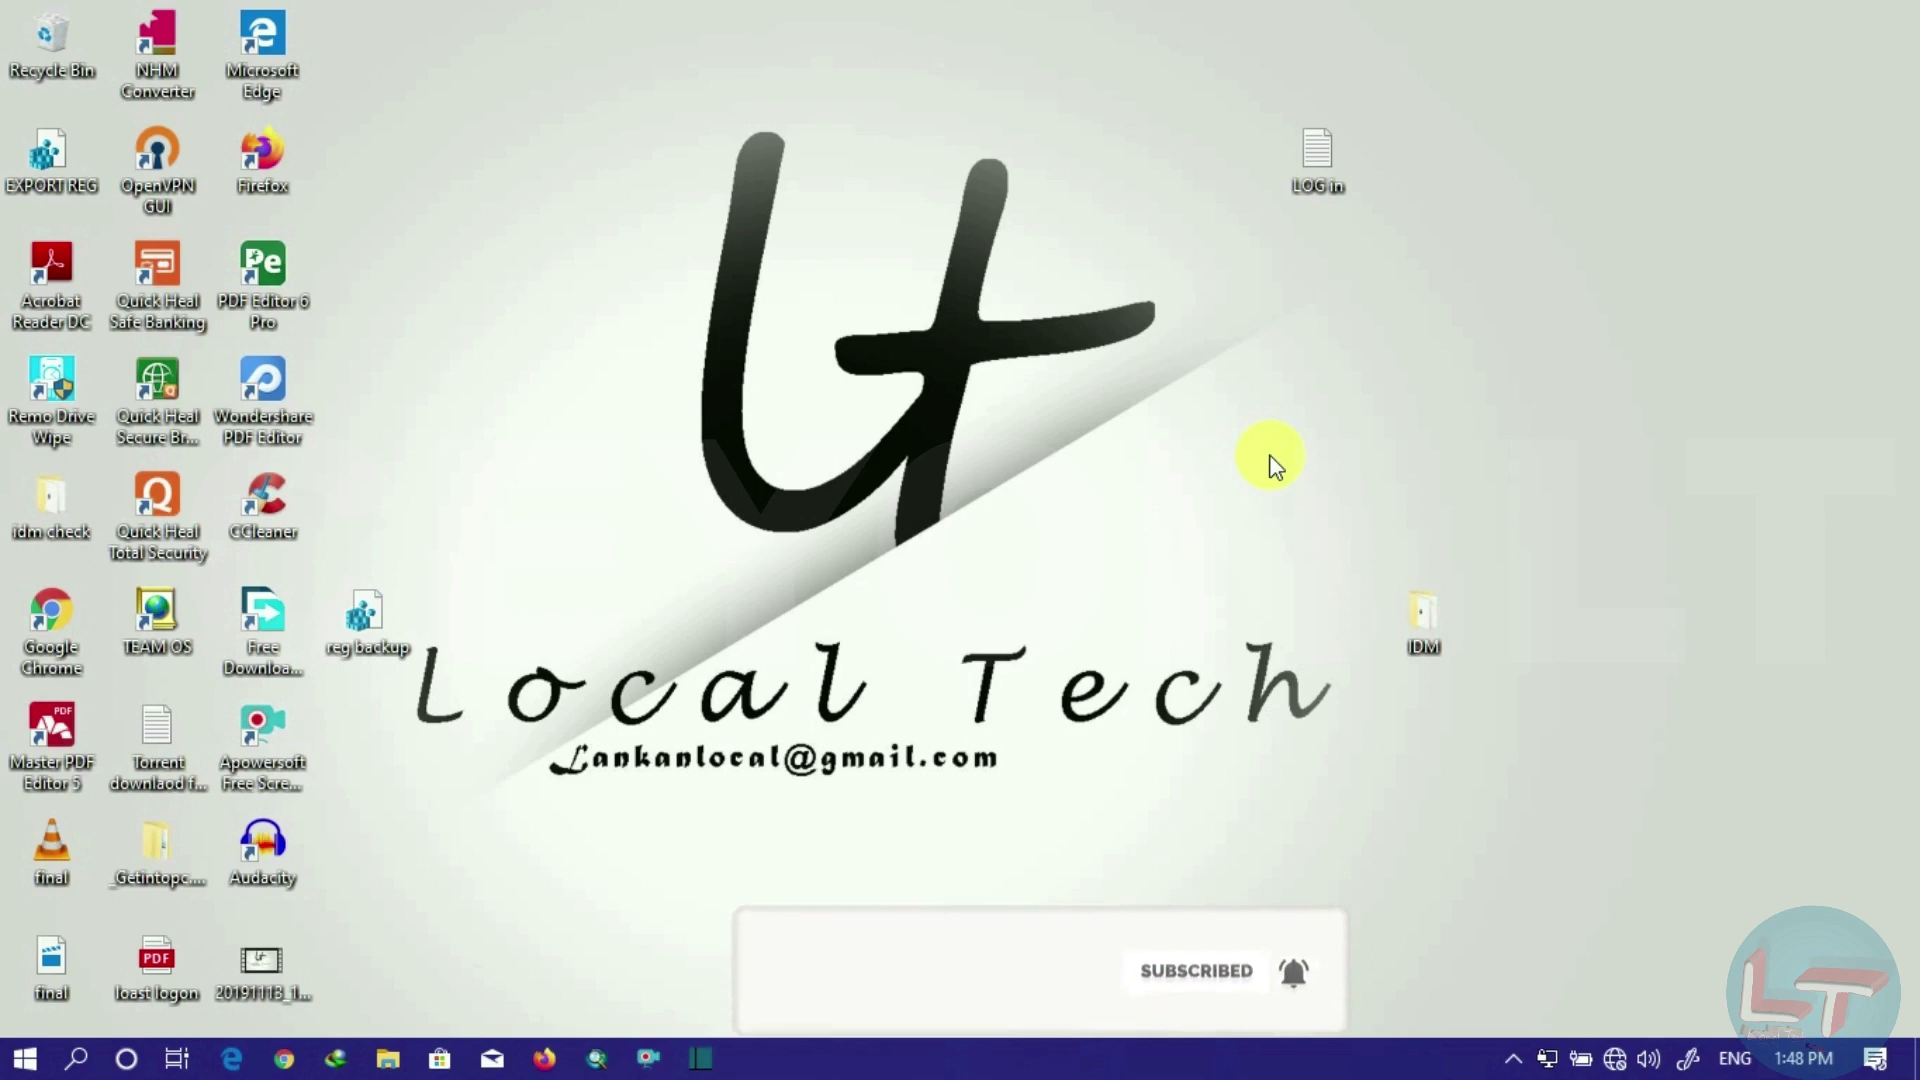 Recycle Bin
NHM
Converter
Microsoft
Edge
EXPORT REG
OpenVPN
GUI
Firefox
LOG in
Acrobat
Reader DC
Quick Heal
Safe Banking
PDF Editor 6
Pro
Remo Drive
Wipe
Quick Heal
Secure Br...
Wondershare
PDF Editor
idm check
Quick Heal
Total Security
CCleaner
Google
Chrome
TEAM OS
Free
Downloa...
reg backup
IDM
Master PDF
Editor 5
Torrent
downlaod f...
Apowersoft
Free Scre...
final
_Getintopc....
Audacity
final
loast logon
20191113_1...
Lt
Local Tech
Lankanlocal@gmail.com
SUBSCRIBED
LT
ENG
1:48 PM